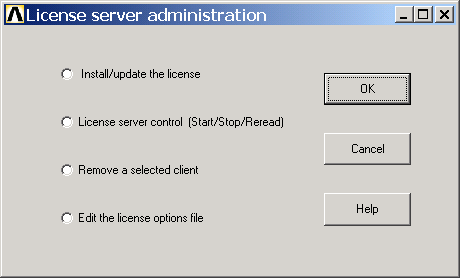 License server administration
Install/update the license
OK
License server control (Start/Stop/Reread)
Cancel
Remove a selected client
Help
Edit the license options file